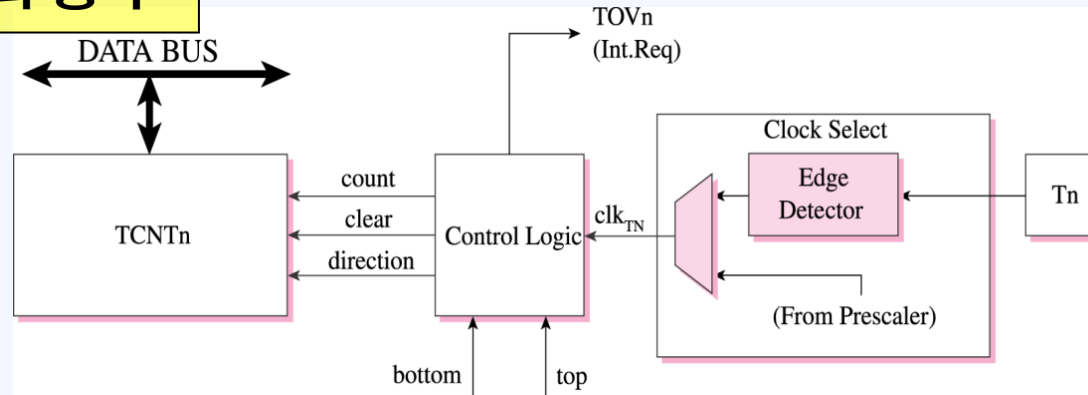 DATA BUS
TOVn
(Int.Req)
Clock Select
Edge
Detector
Tn
TCNTn
count
clear
direction
Control Logic
clk_TN
(From Prescaler)
bottom
top